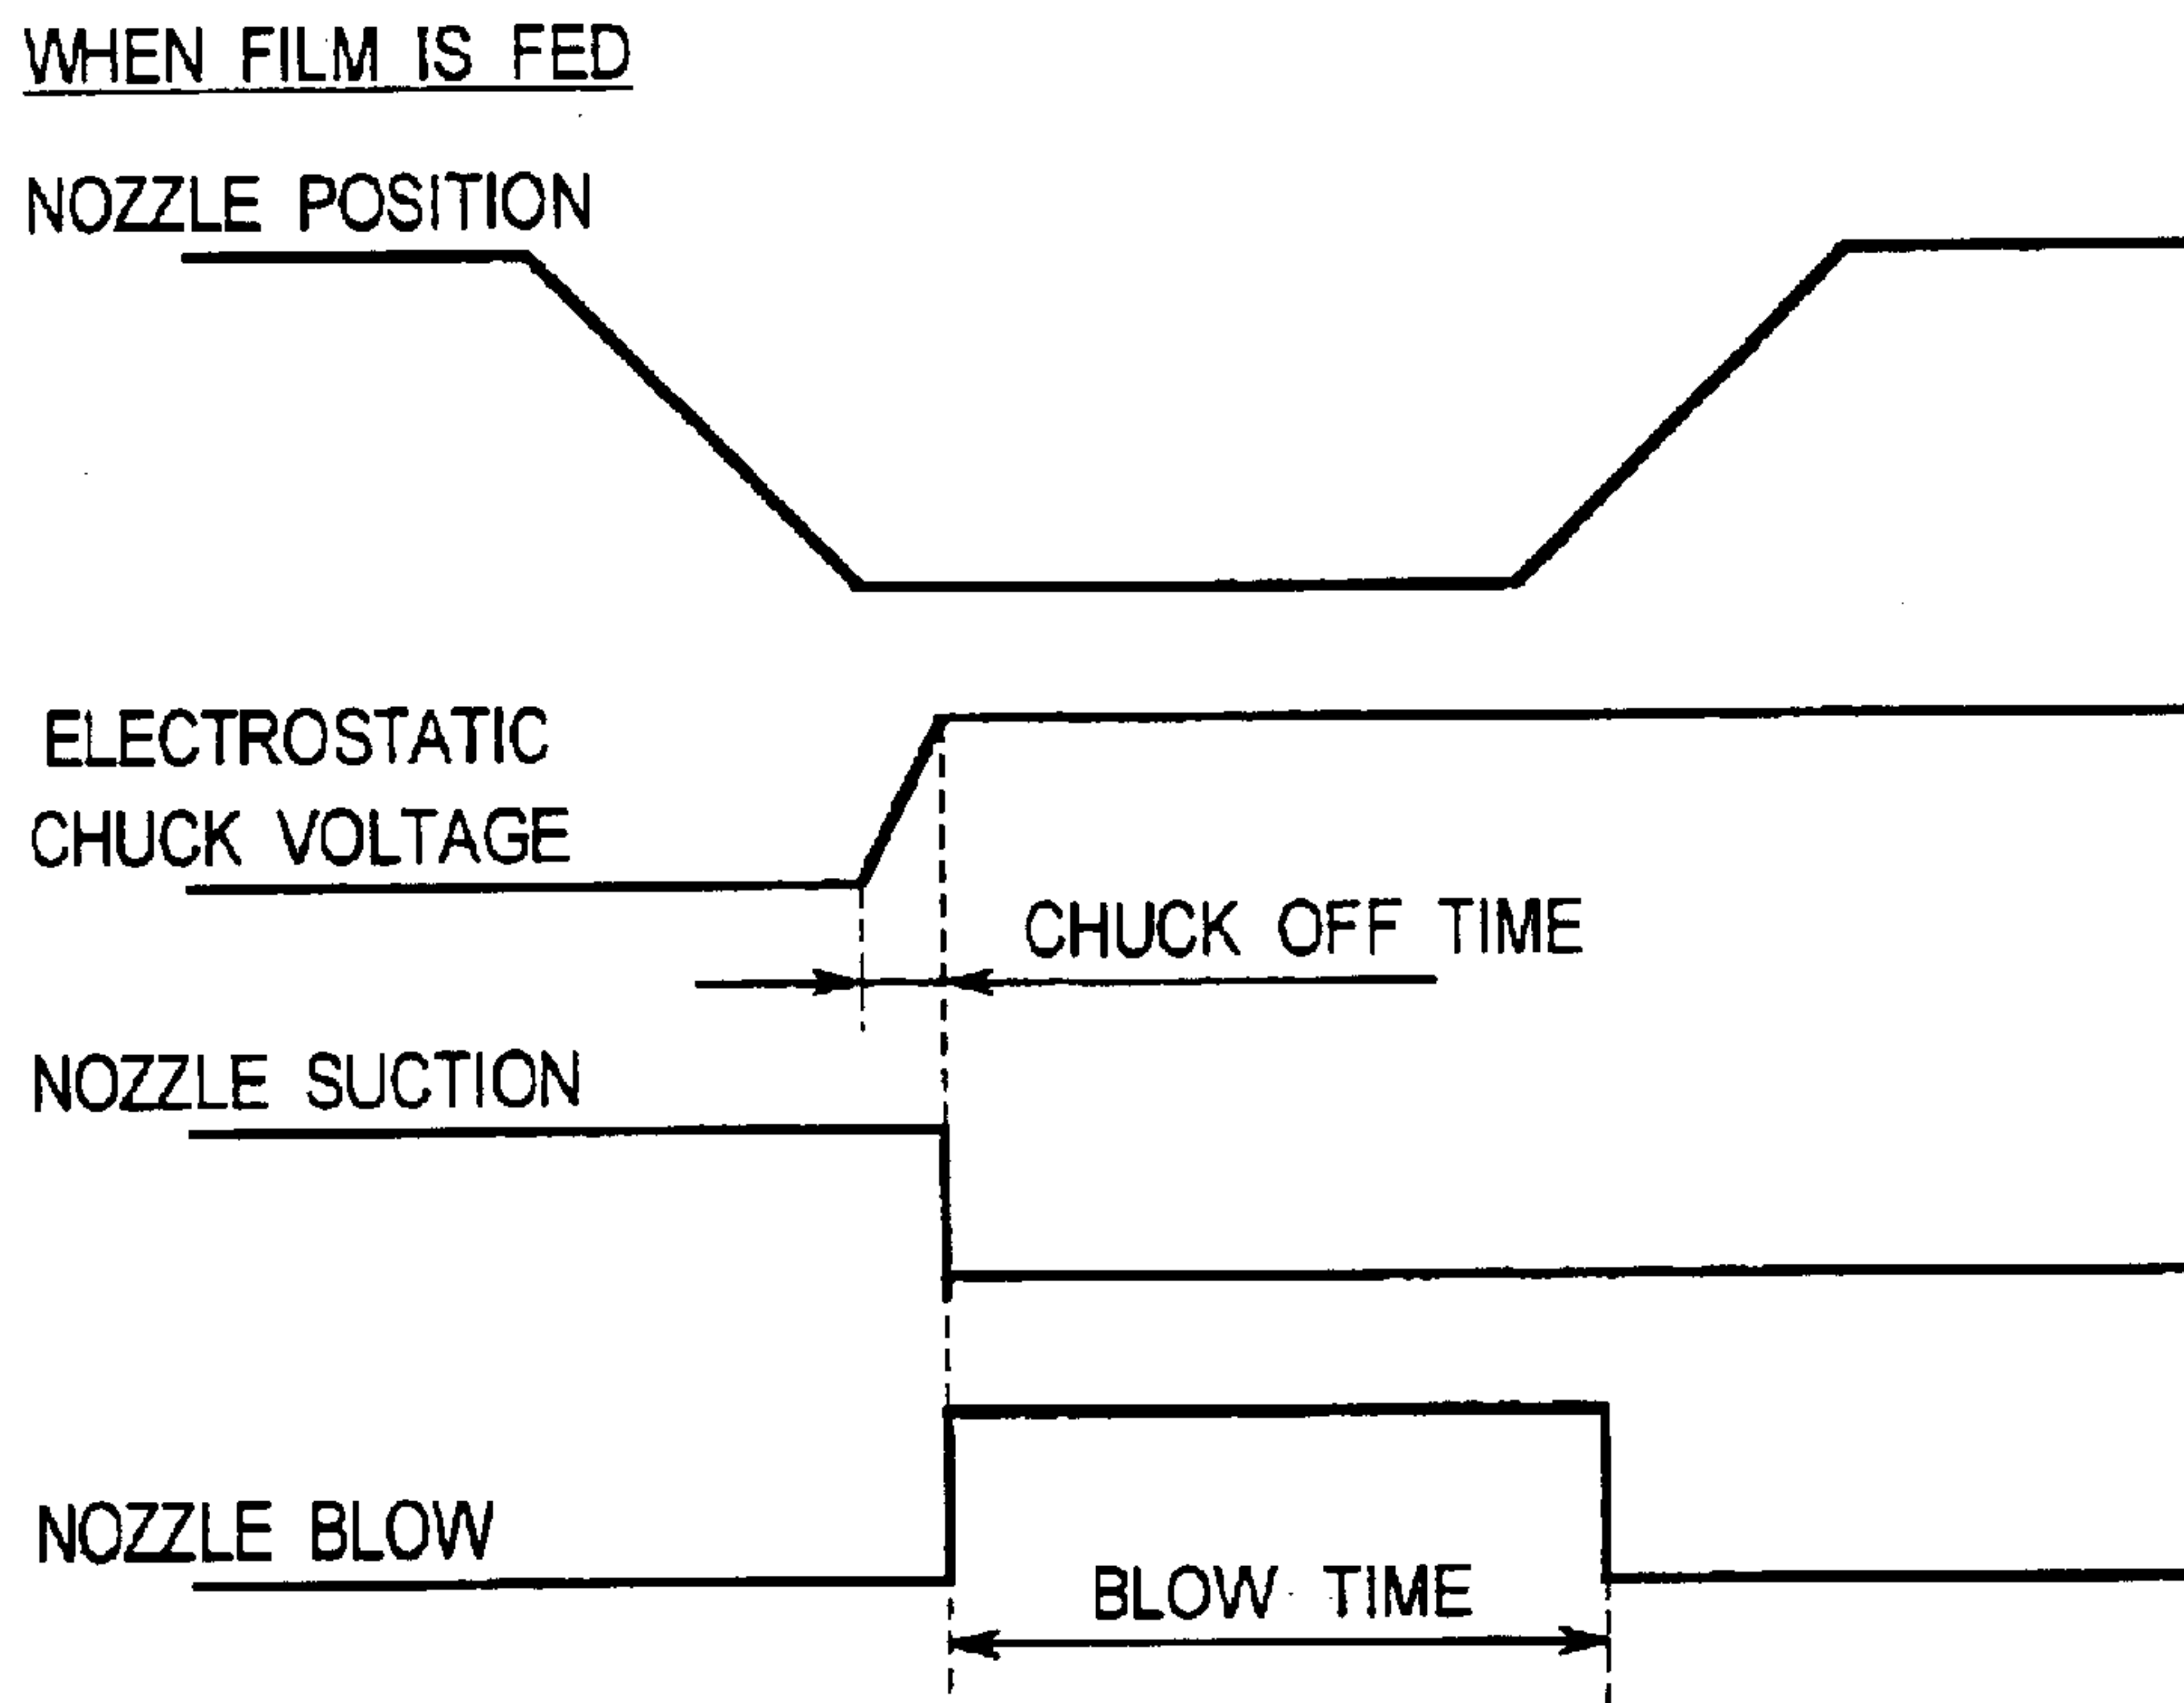 WHEN FILM IS FED
NOZZLE POSITION
ELECTROSTATIC
CHUCK VOLTAGE
CHUCK OFF TIME
NOZZLE SUCTION
NOZZLE BLOW
BLOW TIME